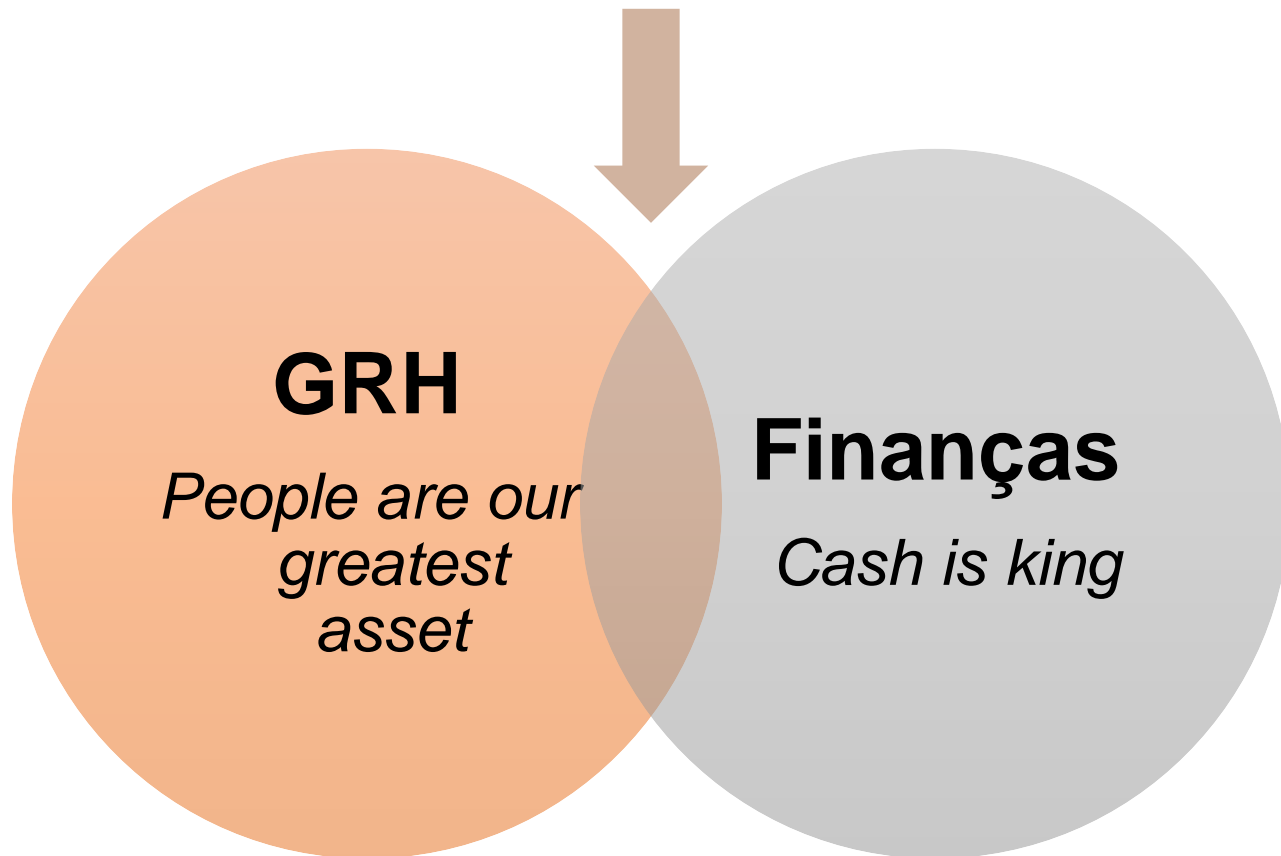 GRH
People are our
greatest
asset
Finanças
Cash is king